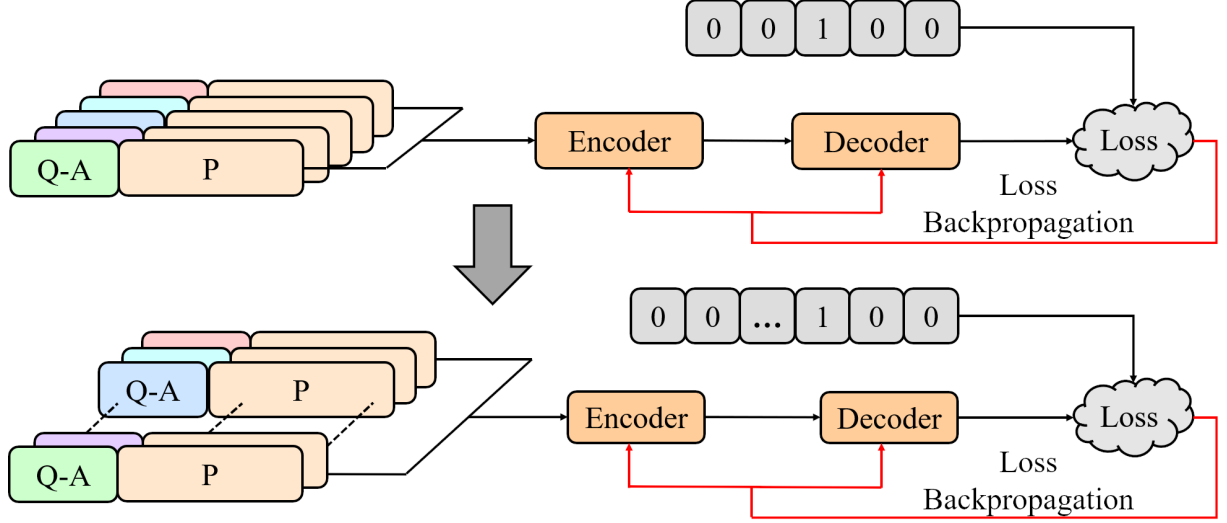 0 0 1 0 0
Encoder
Decoder
Loss
Q-A
P
Loss
Backpropagation
0 0 ... 1 0 0
Q-A
P
Encoder
Decoder
Loss
Q-A
P
Loss
Backpropagation